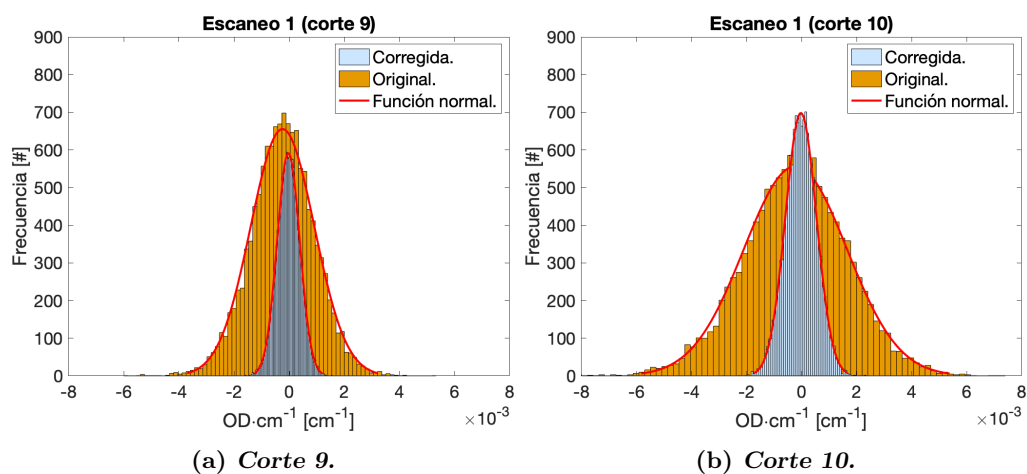 Escaneo 1 (corte 9)
900
800
700
600
500
400
300
200
100
0
Frecuencia [#]
Corregida.
Original.
Función normal.
-8 -6 -4 -2 0 2 4 6 8
×10⁻³
OD·cm⁻¹ [cm⁻¹]
(a) Corte 9.
Escaneo 1 (corte 10)
900
800
700
600
500
400
300
200
100
0
Frecuencia [#]
Corregida.
Original.
Función normal.
-8 -6 -4 -2 0 2 4 6 8
×10⁻³
OD·cm⁻¹ [cm⁻¹]
(b) Corte 10.